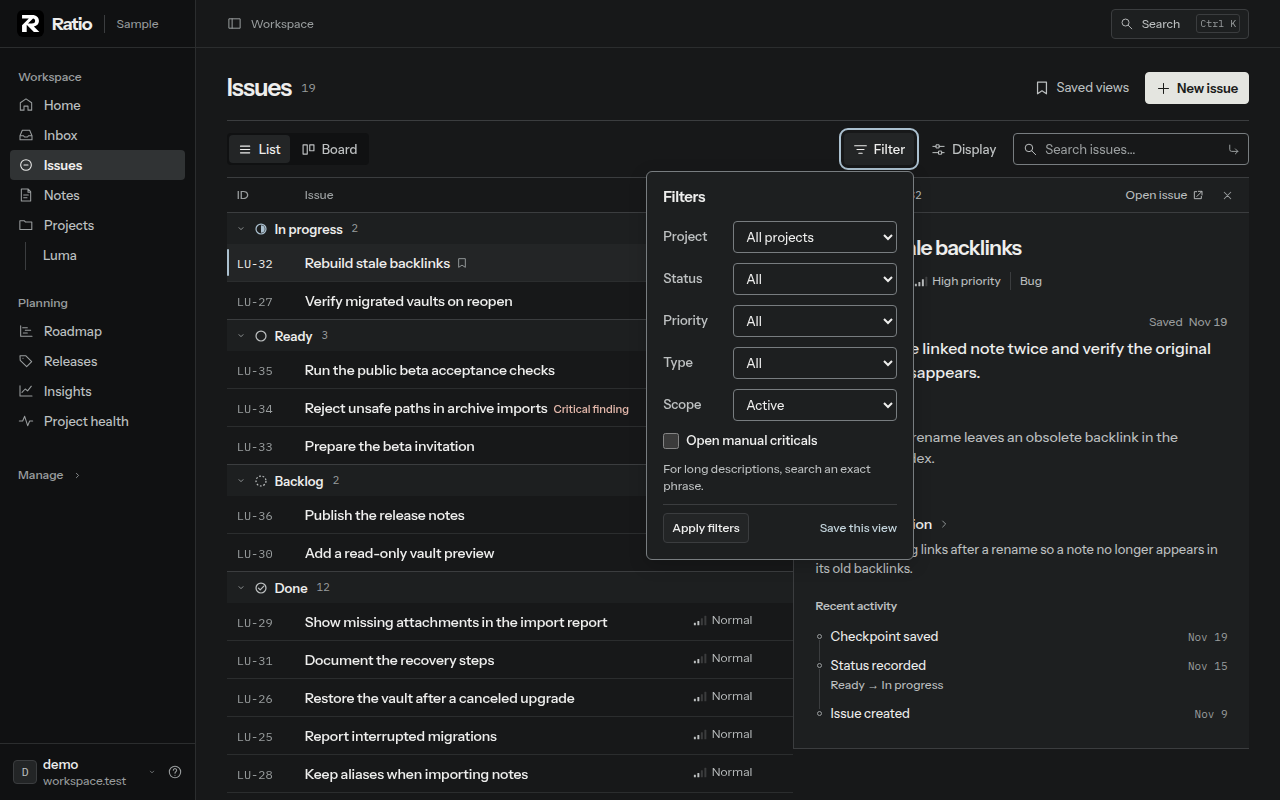 Ratio
Sample
Workspace
Search
Ctrl K
Workspace
Home
Inbox
Issues
Notes
Projects
Luma
Planning
Roadmap
Releases
Insights
Project health
Manage
D
demo
workspace.test
Issues 19
Saved views
New issue
List
Board
Filter
Display
Search issues...
ID
Issue
In progress 2
LU-32 Rebuild stale backlinks
LU-27 Verify migrated vaults on reopen
Ready 3
LU-35 Run the public beta acceptance checks
LU-34 Reject unsafe paths in archive imports Critical finding
LU-33 Prepare the beta invitation
Backlog 2
LU-36 Publish the release notes
LU-30 Add a read-only vault preview
Done 12
LU-29 Show missing attachments in the import report Normal
LU-31 Document the recovery steps Normal
LU-26 Restore the vault after a canceled upgrade Normal
LU-25 Report interrupted migrations Normal
LU-28 Keep aliases when importing notes Normal
Filters
Project All projects
Status All
Priority All
Type All
Scope Active
Open manual criticals
For long descriptions, search an exact
phrase.
Apply filters
Save this view
Open issue
backlinks
High priority
Bug
Saved Nov 19
linked note twice and verify the original
rename leaves an obsolete backlink in the
links after a rename so a note no longer appears in
its old backlinks.
Recent activity
Checkpoint saved Nov 19
Status recorded Nov 15
Ready → In progress
Issue created Nov 9